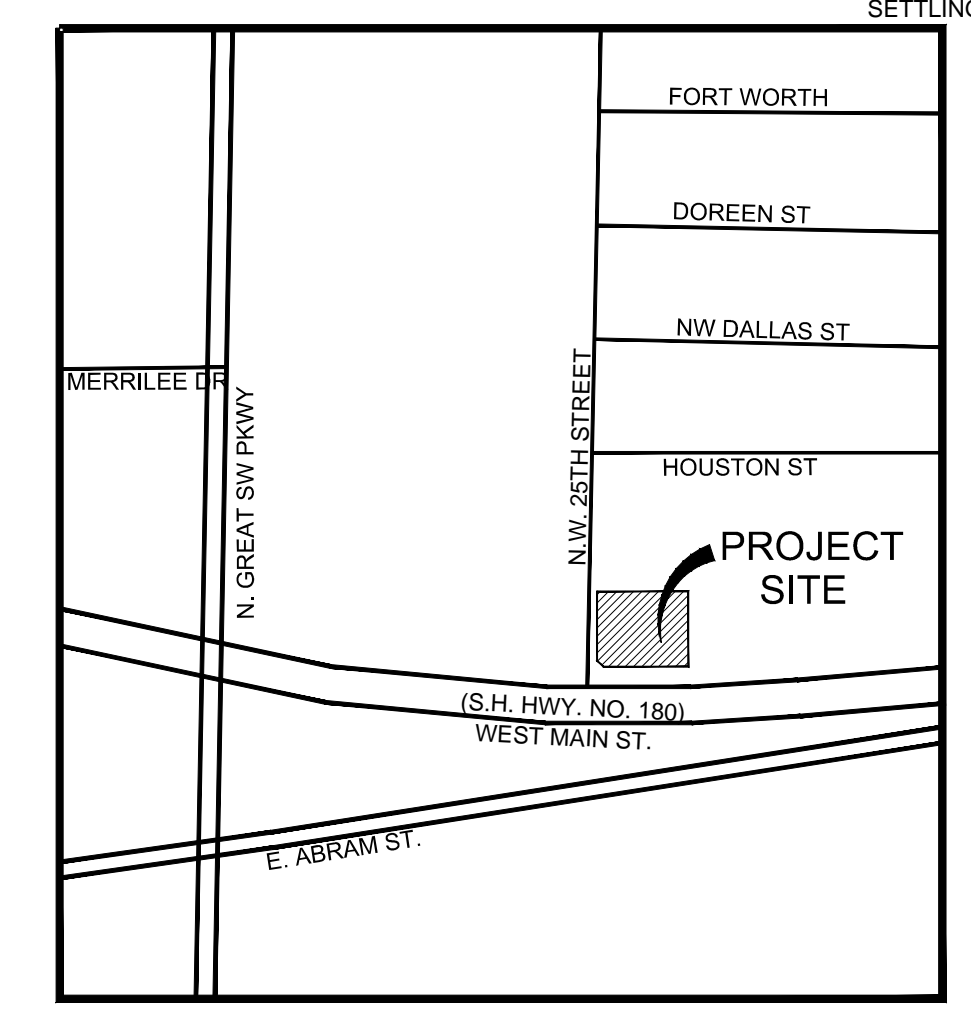 SETTLING
FORT WORTH
DOREEN ST
NW DALLAS ST
MERRILEE DR
N. GREAT SW PKWY
N.W. 25TH STREET
HOUSTON ST
PROJECT
SITE
(S.H. HWY. NO. 180)
WEST MAIN ST.
E. ABRAM ST.